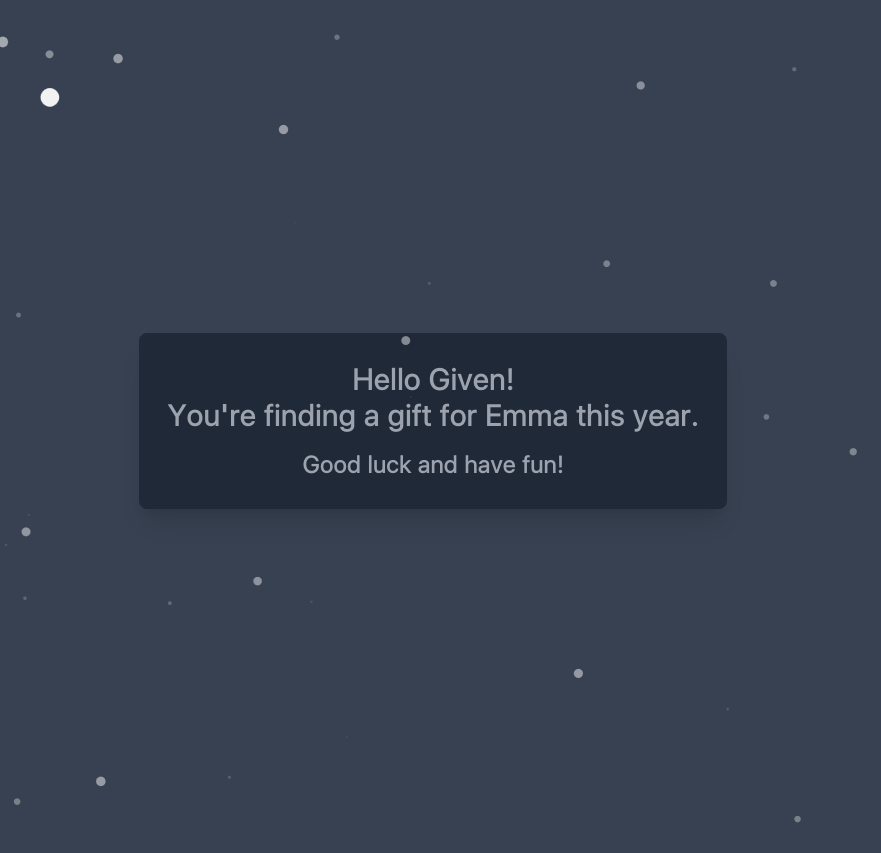 Hello Given!
You're finding a gift for Emma this year.
Good luck and have fun!